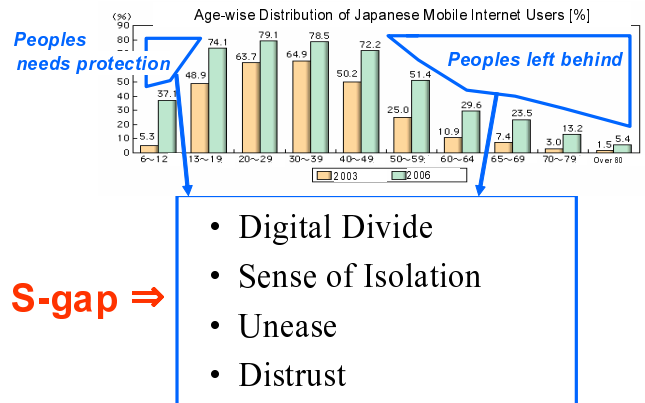 Age-wise Distribution of Japanese Mobile Internet Users [%]
(%)
90
80
Peoples
needs protection
Peoples left behind
50
40
30
20
10
0
5.3 37.1 48.9 74.1 63.7 79.1 64.9 78.5 50.2 72.2 25.0 51.4 10.9 29.6 7.4 23.5 3.0 13.2 1.5 5.4
6～12 13～19 20～29 30～39 40～49 50～59 60～64 65～69 70～79 Over 80
2003 2006
S-gap ⇒
• Digital Divide
• Sense of Isolation
• Unease
• Distrust